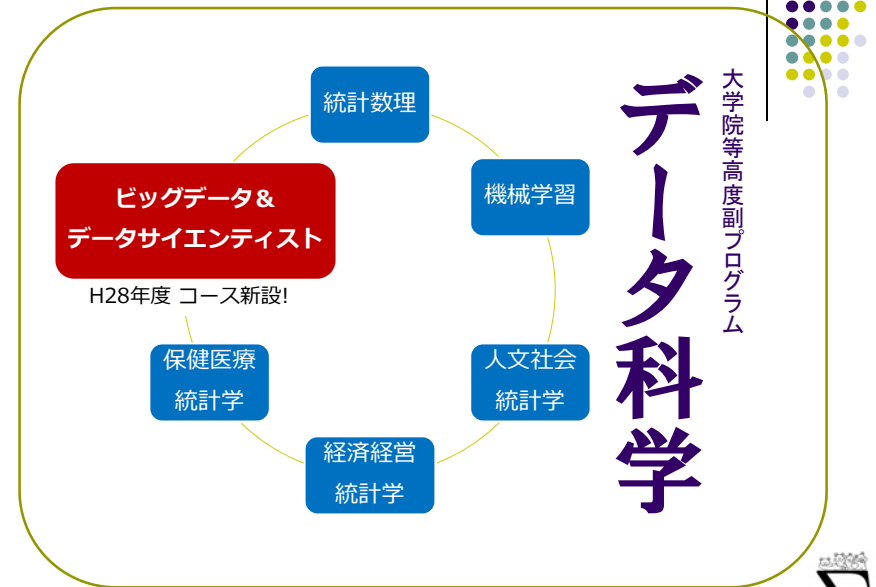 大学院等高度副プログラム
データ科学
統計数理
機械学習
人文社会
統計学
経済経営
統計学
保健医療
統計学
ビッグデータ&
データサイエンティスト
H28年度 コース新設!